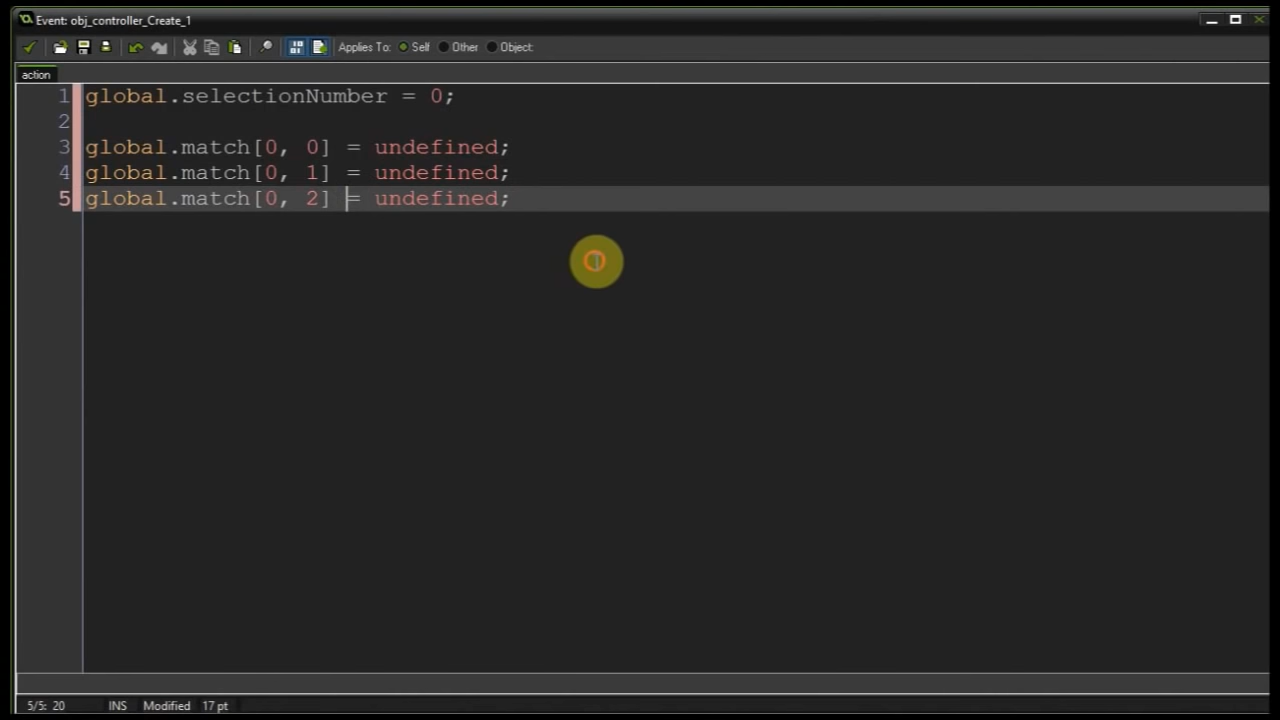 Event: obj_controller_Create_1
Applies To: Self Other Object:
action
1 global.selectionNumber = 0;
2
3 global.match[0, 0] = undefined;
4 global.match[0, 1] = undefined;
5 global.match[0, 2] = undefined;
5/5: 20 INS Modified 17 pt